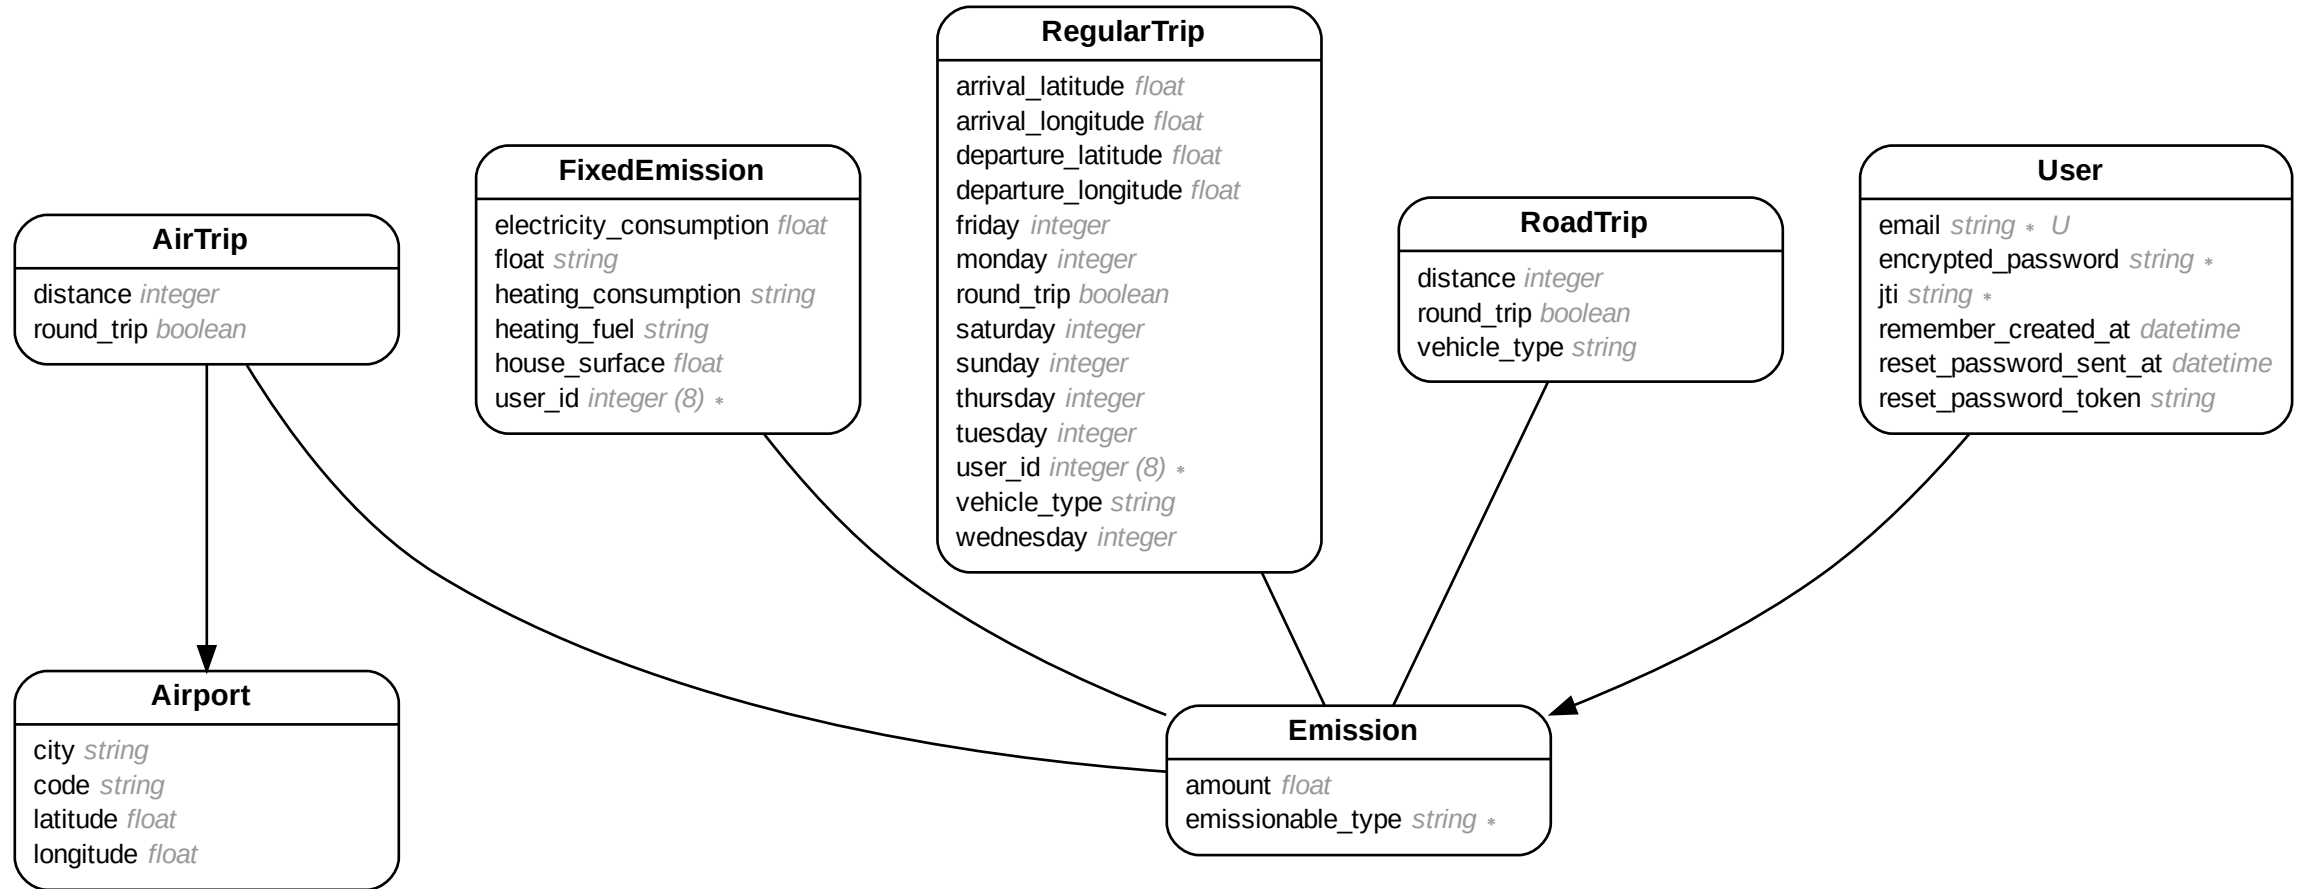 AirTrip
distance integer
round_trip boolean
FixedEmission
electricity_consumption float
float string
heating_consumption string
heating_fuel string
house_surface float
user_id integer (8) *
RegularTrip
arrival_latitude float
arrival_longitude float
departure_latitude float
departure_longitude float
friday integer
monday integer
round_trip boolean
saturday integer
sunday integer
thursday integer
tuesday integer
user_id integer (8) *
vehicle_type string
wednesday integer
RoadTrip
distance integer
round_trip boolean
vehicle_type string
User
email string * U
encrypted_password string *
jti string *
remember_created_at datetime
reset_password_sent_at datetime
reset_password_token string
Airport
city string
code string
latitude float
longitude float
Emission
amount float
emissionable_type string *